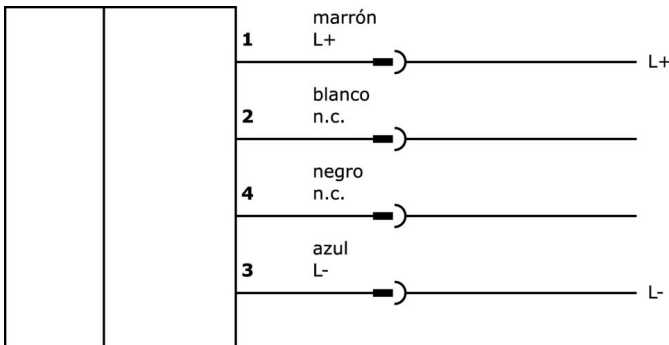 marrón
1 L+
L+
blanco
2 n.c.
negro
4 n.c.
azul
3 L-
L-